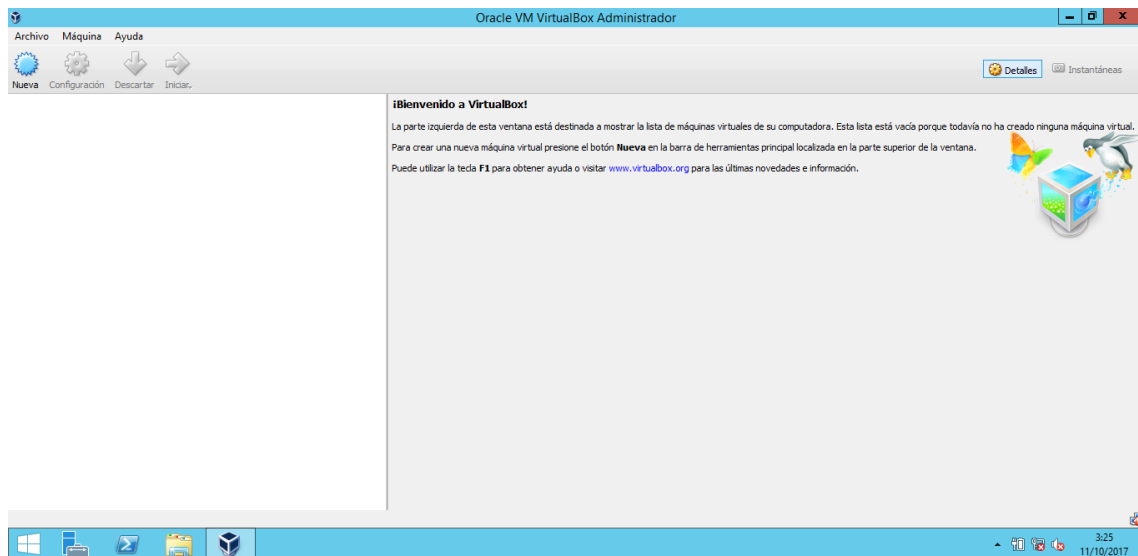 Oracle VM VirtualBox Administrador
Archivo Máquina Ayuda
Nueva Configuración Descartar Iniciar
Detalles Instantáneas
¡Bienvenido a VirtualBox!
La parte izquierda de esta ventana está destinada a mostrar la lista de máquinas virtuales de su computadora. Esta lista está vacía porque todavía no ha creado ninguna máquina virtual.
Para crear una nueva máquina virtual presione el botón Nueva en la barra de herramientas principal localizada en la parte superior de la ventana.
Puede utilizar la tecla F1 para obtener ayuda o visitar www.virtualbox.org para las últimas novedades e información.
3:25
11/10/2017